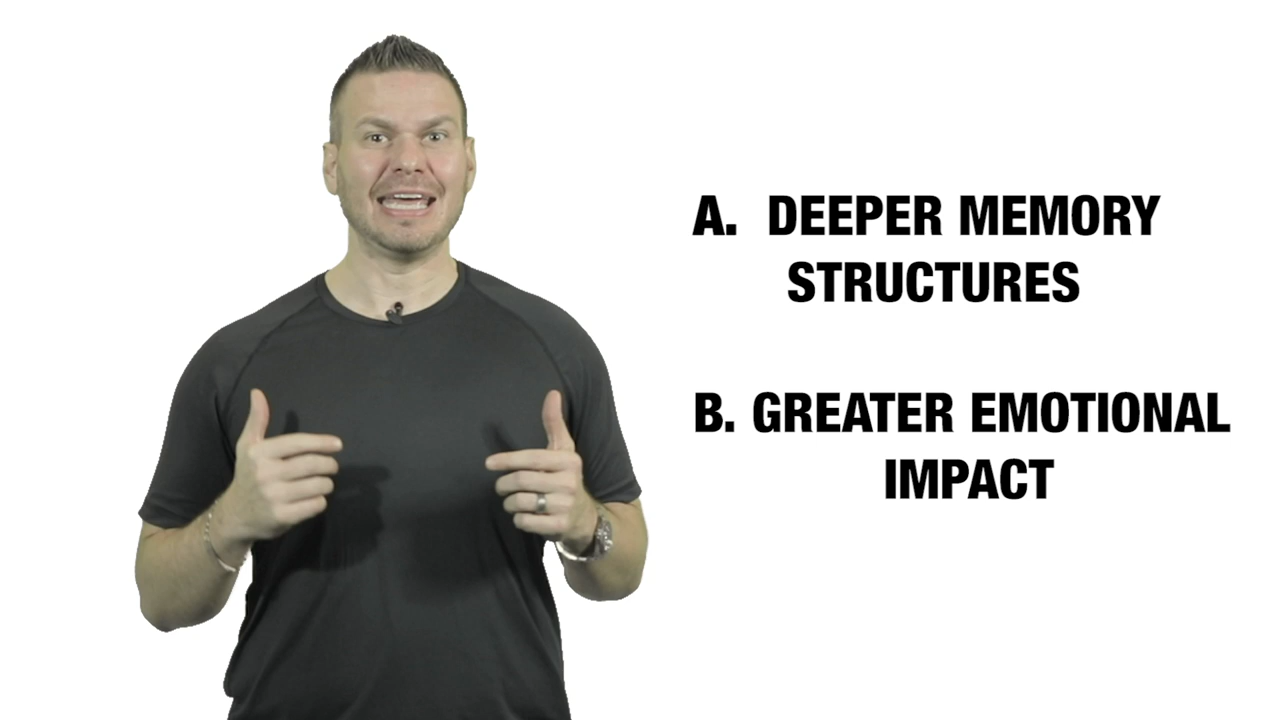 A. DEEPER MEMORY
STRUCTURES
B. GREATER EMOTIONAL
IMPACT